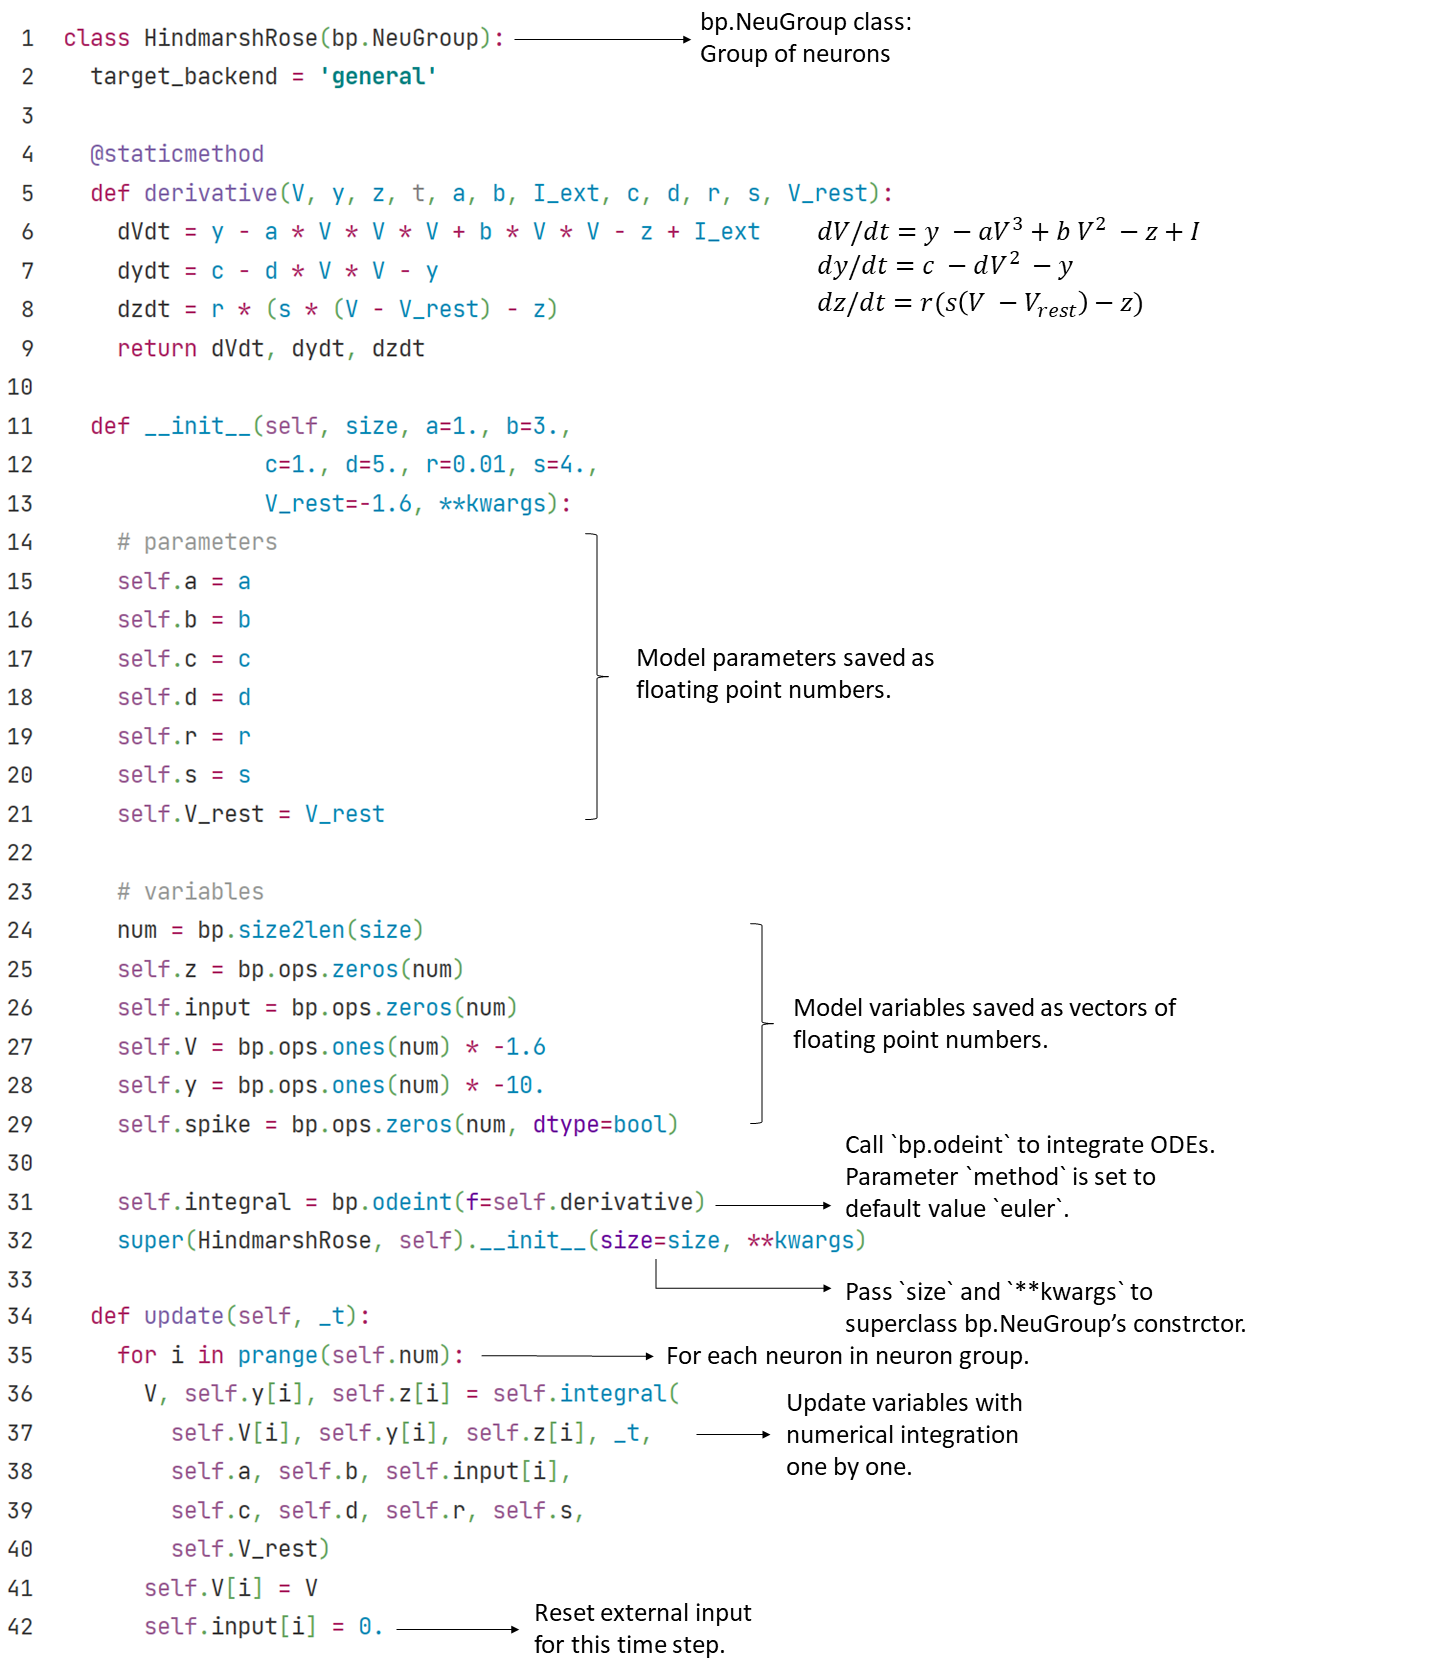 1 class HindmarshRose(bp.NeuGroup):
bp.NeuGroup class:
Group of neurons
2 target_backend = 'general'
3
4 @staticmethod
5 def derivative(V, y, z, t, a, b, I_ext, c, d, r, s, V_rest):
6 dVdt = y - a * V * V * V + b * V * V - z + I_ext
dV/dt = y − aV³ + b V² − z + I
7 dydt = c - d * V * V - y
dy/dt = c − dV² − y
8 dzdt = r * (s * (V - V_rest) - z)
dz/dt = r(s(V − V_rest) − z)
9 return dVdt, dydt, dzdt
10
11 def __init__(self, size, a=1., b=3.,
12 c=1., d=5., r=0.01, s=4.,
13 V_rest=-1.6, **kwargs):
14 # parameters
15 self.a = a
16 self.b = b
17 self.c = c
18 self.d = d
19 self.r = r
20 self.s = s
21 self.V_rest = V_rest
Model parameters saved as
floating point numbers.
22
23 # variables
24 num = bp.size2len(size)
25 self.z = bp.ops.zeros(num)
26 self.input = bp.ops.zeros(num)
27 self.V = bp.ops.ones(num) * -1.6
28 self.y = bp.ops.ones(num) * -10.
29 self.spike = bp.ops.zeros(num, dtype=bool)
Model variables saved as vectors of
floating point numbers.
30
31 self.integral = bp.odeint(f=self.derivative)
Call `bp.odeint` to integrate ODEs.
Parameter `method` is set to
default value `euler`.
32 super(HindmarshRose, self).__init__(size=size, **kwargs)
Pass `size` and `**kwargs` to
superclass bp.NeuGroup’s constrctor.
33
34 def update(self, _t):
35 for i in prange(self.num):
For each neuron in neuron group.
36 V, self.y[i], self.z[i] = self.integral(
37 self.V[i], self.y[i], self.z[i], _t,
38 self.a, self.b, self.input[i],
39 self.c, self.d, self.r, self.s,
40 self.V_rest)
Update variables with
numerical integration
one by one.
41 self.V[i] = V
42 self.input[i] = 0.
Reset external input
for this time step.